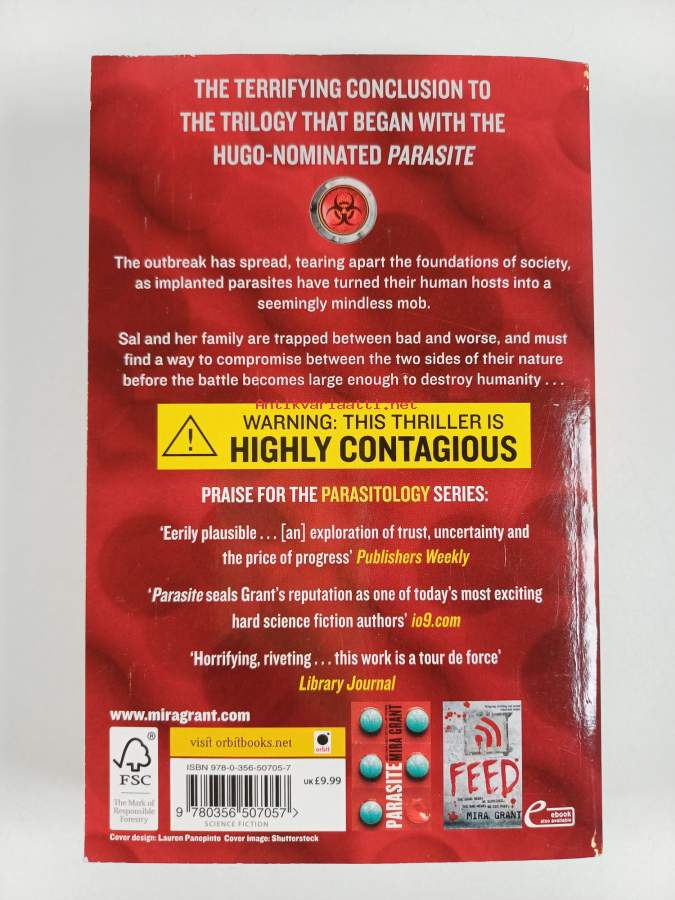 THE TERRIFYING CONCLUSION TO
THE TRILOGY THAT BEGAN WITH THE
HUGO-NOMINATED PARASITE
The outbreak has spread, tearing apart the foundations of society,
as implanted parasites have turned their human hosts into a
seemingly mindless mob.
Sal and her family are trapped between bad and worse, and must
find a way to compromise between the two sides of their nature
before the battle becomes large enough to destroy humanity . . .
Antikvariaatti.net
WARNING: THIS THRILLER IS
HIGHLY CONTAGIOUS
PRAISE FOR THE PARASITOLOGY SERIES:
‘Eerily plausible . . . [an] exploration of trust, uncertainty and
the price of progress’ Publishers Weekly
‘Parasite seals Grant’s reputation as one of today’s most exciting
hard science fiction authors’ io9.com
‘Horrifying, riveting . . . this work is a tour de force’
Library Journal
www.miragrant.com
visit orbitbooks.net
orbit
FSC
®
The Mark of
Responsible
Forestry
ISBN 978-0-356-50705-7
UK £9.99
9 780356 507057 >
SCIENCE FICTION
PARASITE
MIRA GRANT
FEED
MIRA GRANT
ebook
also available
Cover design: Lauren Panepinto Cover image: Shutterstock